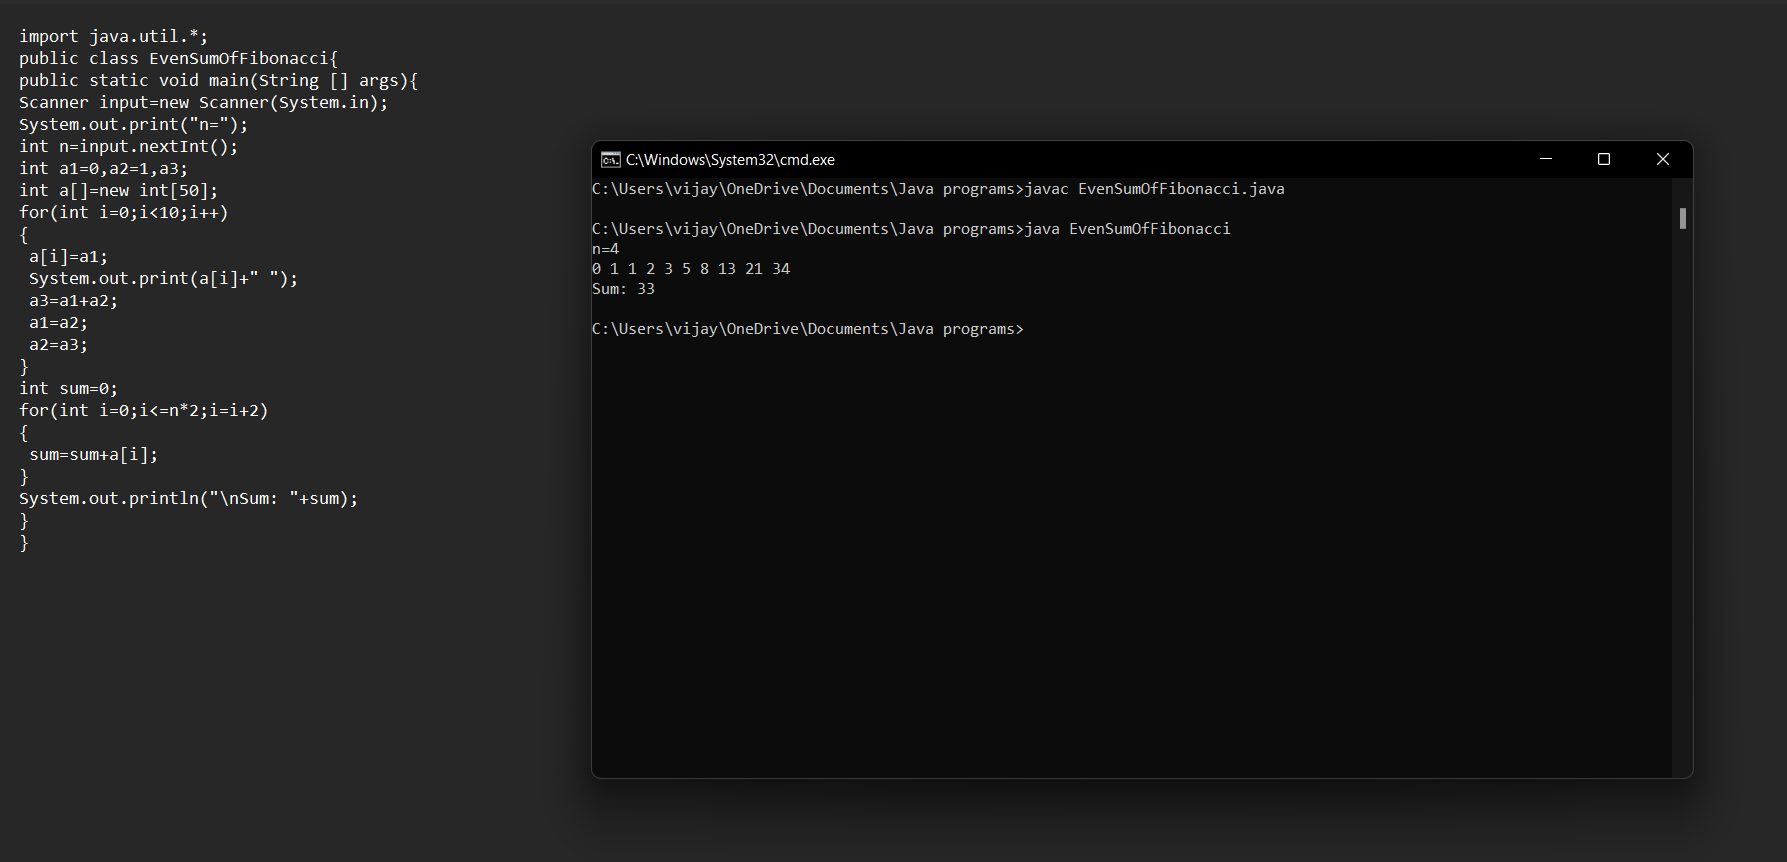 import java.util.*;
public class EvenSumOfFibonacci{
public static void main(String [] args){
Scanner input=new Scanner(System.in);
System.out.print("n=");
int n=input.nextInt();
int a1=0,a2=1,a3;
int a[]=new int[50];
for(int i=0;i<10;i++)
{
 a[i]=a1;
 System.out.print(a[i]+" ");
 a3=a1+a2;
 a1=a2;
 a2=a3;
}
int sum=0;
for(int i=0;i<=n*2;i=i+2)
{
 sum=sum+a[i];
}
System.out.println("\nSum: "+sum);
}
}
C:\Windows\System32\cmd.exe
C:\Users\vijay\OneDrive\Documents\Java programs>javac EvenSumOfFibonacci.java
C:\Users\vijay\OneDrive\Documents\Java programs>java EvenSumOfFibonacci
n=4
0 1 1 2 3 5 8 13 21 34
Sum: 33
C:\Users\vijay\OneDrive\Documents\Java programs>